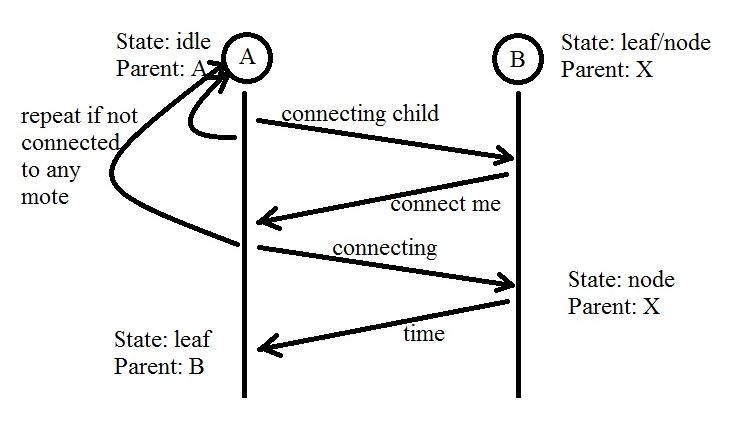 State: idle
Parent: A
A
B
State: leaf/node
Parent: X
repeat if not
connected
to any
mote
connecting child
connect me
connecting
State: node
Parent: X
time
State: leaf
Parent: B